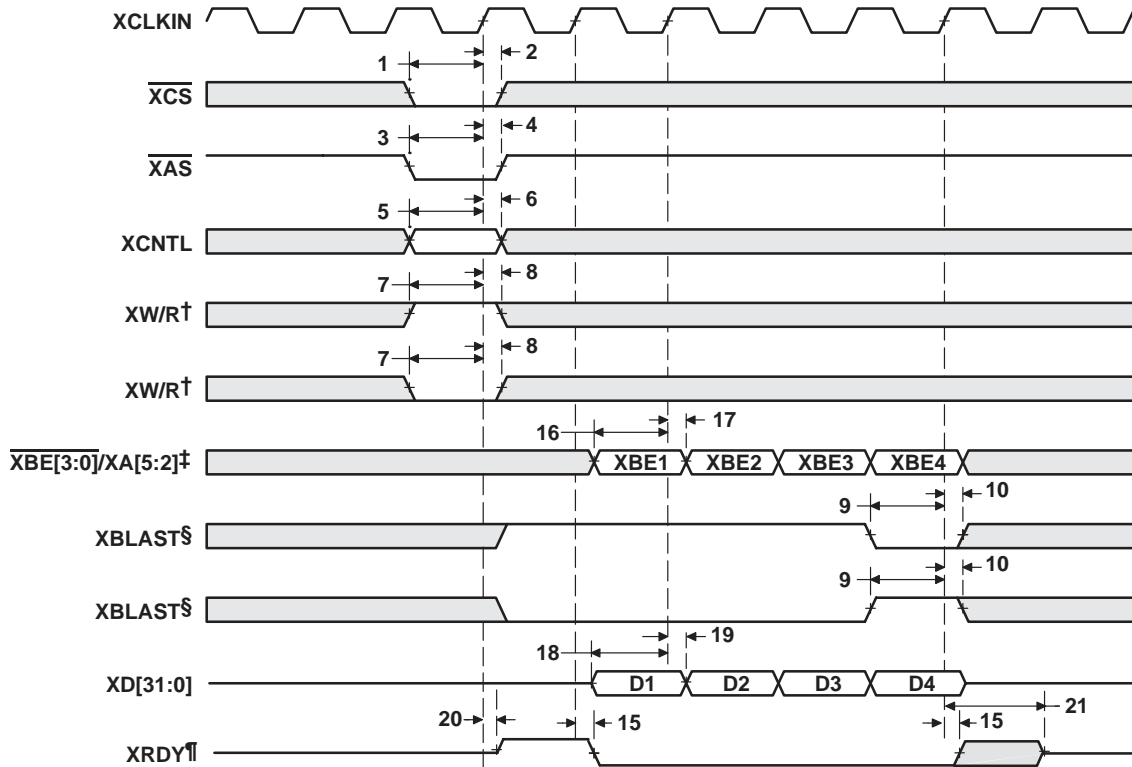 XCLKIN
1 2
XCS
3 4
XAS
5 6
XCNTL
7 8
XW/R†
7 8
XW/R†
16 17
XBE[3:0]/XA[5:2]‡ XBE1 XBE2 XBE3 XBE4
9 10
XBLAST§
9 10
XBLAST§
18 19
XD[31:0] D1 D2 D3 D4
20 15 15 21
XRDY¶